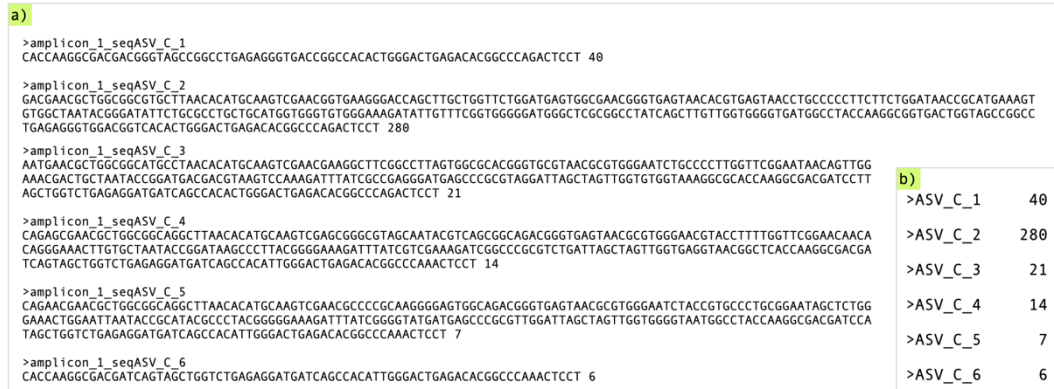 a)
>amplicon_1_seqASV_C_1
CACCAAGGCGACGACGGGTAGCCGGCCTGAGAGGGTGACCGGCCACACTGGGACTGAGACACGGCCCAGACTCCT 40
>amplicon_1_seqASV_C_2
GACGAACGCTGGCGGCGTGCTTAACACATGCAAGTCGAACGGTGAAGGGACCAGCTTGCTGGTTCTGGATGAGTGGCGAACGGGTGAGTAACACGTGAGTAACCTGCCCCCTTCTTCTGGATAACCGCATGAAAGT
GTGGCTAATACGGGATATTCTGCGCCTGCTGCATGGTGGGTGTGGGAAAGATATTGTTTCGGTGGGGGATGGGCTCGCGGCCTATCAGCTTGTTGGTGGGGTGATGGCCTACCAAGGCGGTGACTGGTAGCCGGCC
TGAGAGGGTGGACGGTCACACTGGGACTGAGACACGGCCCAGACTCCT 280
>amplicon_1_seqASV_C_3
AATGAACGCTGGCGGCATGCCTAACACATGCAAGTCGAACGAAGGCTTCGGCCTTAGTGGCGCACGGGTGCGTAACGCGTGGGAATCTGCCCCTTGGTTCGGAATAACAGTTGG
AAACGACTGCTAATACCGGATGACGACGTAAGTCCAAAGATTTATCGCCGAGGGATGAGCCCGCGTAGGATTAGCTAGTTGGTGTGGTAAAGGCGCACCAAGGCGACGATCCTT
AGCTGGTCTGAGAGGATGATCAGCCACACTGGGACTGAGACACGGCCCAGACTCCT 21
>amplicon_1_seqASV_C_4
CAGAGCGAACGCTGGCGGCAGGCTTAACACATGCAAGTCGAGCGGGCGTAGCAATACGTCAGCGGCAGACGGGTGAGTAACGCGTGGGAACGTACCTTTTGGTTCGGAACAACA
CAGGGAAACTTGTGCTAATACCGGATAAGCCCTTACGGGGAAAGATTTATCGTCGAAAGATCGGCCCGCGTCTGATTAGCTAGTTGGTGAGGTAACGGCTCACCAAGGCGACGA
TCAGTAGCTGGTCTGAGAGGATGATCAGCCACATTGGGACTGAGACACGGCCCAAACTCCT 14
>amplicon_1_seqASV_C_5
CAGAACGAACGCTGGCGGCAGGCTTAACACATGCAAGTCGAACGCCCCGCAAGGGGAGTGGCAGACGGGTGAGTAACGCGTGGGAATCTACCGTGCCCTGCGGAATAGCTCTGG
GAAACTGGAATTAATACCGCATACGCCCTACGGGGGAAAGATTTATCGGGGTATGATGAGCCCGCGTTGGATTAGCTAGTTGGTGGGGTAATGGCCTACCAAGGCGACGATCCA
TAGCTGGTCTGAGAGGATGATCAGCCACATTGGGACTGAGACACGGCCCAAACTCCT 7
>amplicon_1_seqASV_C_6
CACCAAGGCGACGATCAGTAGCTGGTCTGAGAGGATGATCAGCCACATTGGGACTGAGACACGGCCCAAACTCCT 6
b)
>ASV_C_1 40
>ASV_C_2 280
>ASV_C_3 21
>ASV_C_4 14
>ASV_C_5 7
>ASV_C_6 6